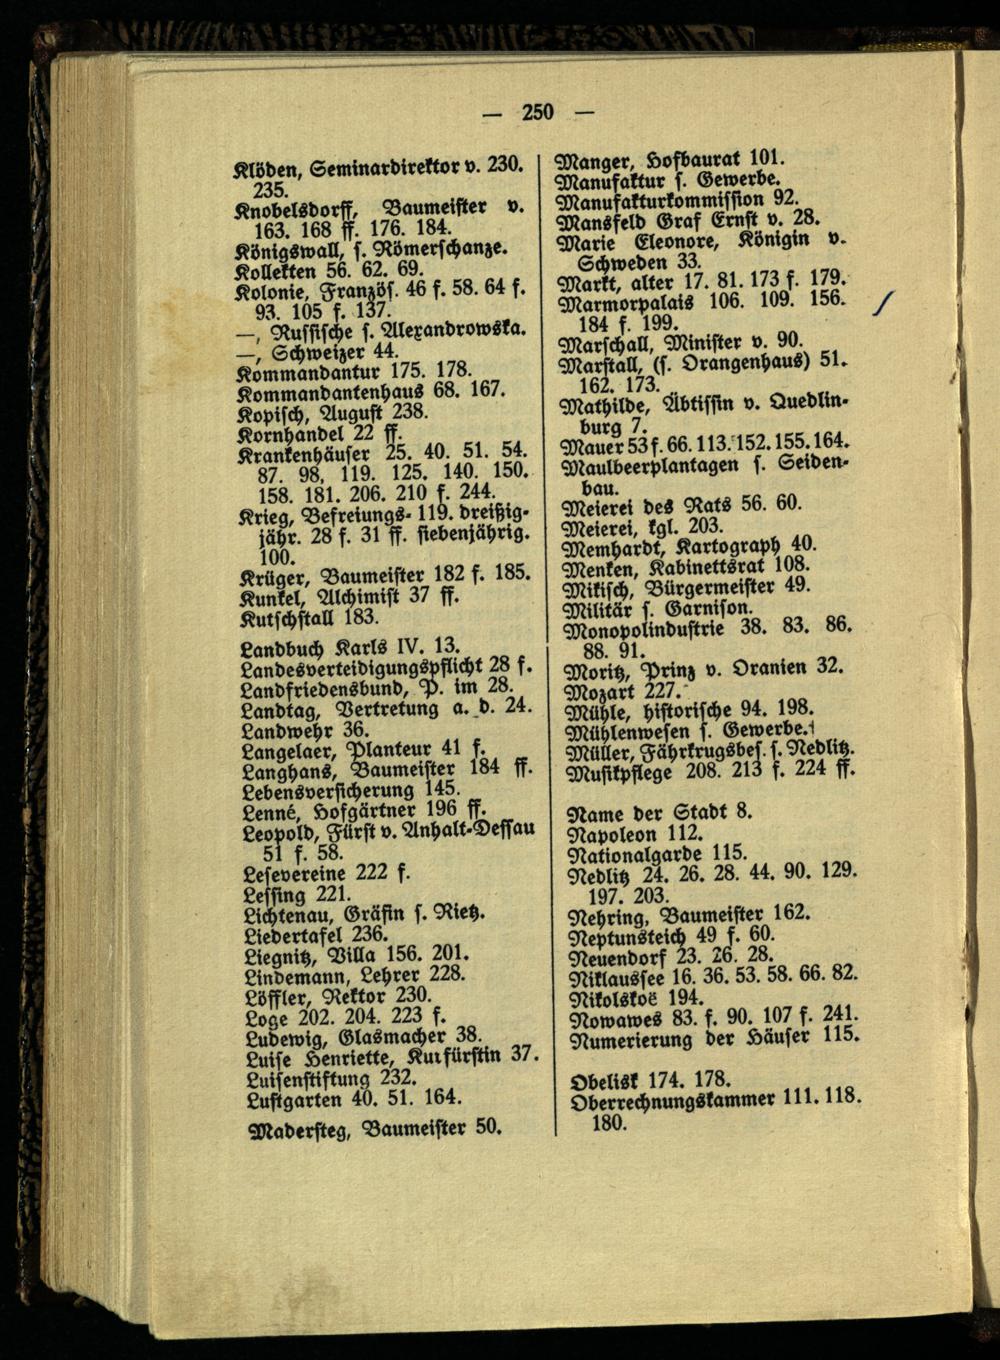 — 250 —
Klöden, Seminardirektor v. 230.
235.
Knobelsdorff, Baumeister v.
163. 168 ff. 176. 184.
Königswall, s. Römerschanze.
Kollekten 56. 62. 69.
Kolonie, Französ. 46 f. 58. 64 f.
93. 105 f. 137.
—, Russische s. Alexandrowska.
—, Schweizer 44.
Kommandantur 175. 178.
Kommandantenhaus 68. 167.
Kopisch, August 238.
Kornhandel 22 ff.
Krankenhäuser 25. 40. 51. 54.
87. 98, 119. 125. 140. 150.
158. 181. 206. 210 f. 244.
Krieg, Befreiungs- 119. dreißig-
jähr. 28 f. 31 ff. siebenjährig.
100.
Krüger, Baumeister 182 f. 185.
Kunkel, Alchimist 37 ff.
Kutschstall 183.
Landbuch Karls IV. 13.
Landesverteidigungspflicht 28 f.
Landfriedensbund, P. im 28.
Landtag, Vertretung a. d. 24.
Landwehr 36.
Langelaer, Planteur 41 f.
Langhans, Baumeister 184 ff.
Lebensversicherung 145.
Lenné, Hofgärtner 196 ff.
Leopold, Fürst v. Anhalt-Dessau
51 f. 58.
Lesevereine 222 f.
Lessing 221.
Lichtenau, Gräfin s. Rietz.
Liedertafel 236.
Liegnitz, Villa 156. 201.
Lindemann, Lehrer 228.
Löffler, Rektor 230.
Loge 202. 204. 223 f.
Ludewig, Glasmacher 38.
Luise Henriette, Kurfürstin 37.
Luisenstiftung 232.
Lustgarten 40. 51. 164.
Madersteg, Baumeister 50.
Manger, Hofbaurat 101.
Manufaktur s. Gewerbe.
Manufakturkommission 92.
Mansfeld Graf Ernst v. 28.
Marie Eleonore, Königin v.
Schweden 33.
Markt, alter 17. 81. 173 f. 179.
Marmorpalais 106. 109. 156.
184 f. 199.
Marschall, Minister v. 90.
Marstall, (s. Orangenhaus) 51.
162. 173.
Mathilde, Äbtissin v. Quedlin-
burg 7.
Mauer 53 f. 66. 113. 152. 155. 164.
Maulbeerplantagen s. Seiden-
bau.
Meierei des Rats 56. 60.
Meierei, kgl. 203.
Memhardt, Kartograph 40.
Menken, Kabinettsrat 108.
Mikisch, Bürgermeister 49.
Militär s. Garnison.
Monopolindustrie 38. 83. 86.
88. 91.
Moritz, Prinz v. Oranien 32.
Mozart 227.
Mühle, historische 94. 198.
Mühlenwesen s. Gewerbe.
Müller, Fährkrugsbes. s. Nedlitz.
Musikpflege 208. 213 f. 224 ff.
Name der Stadt 8.
Napoleon 112.
Nationalgarde 115.
Nedlitz 24. 26. 28. 44. 90. 129.
197. 203.
Nehring, Baumeister 162.
Neptunsteich 49 f. 60.
Neuendorf 23. 26. 28.
Niklaussee 16. 36. 53. 58. 66. 82.
Nikolskoë 194.
Nowawes 83. f. 90. 107 f. 241.
Numerierung der Häuser 115.
Obelisk 174. 178.
Oberrechnungskammer 111. 118.
180.